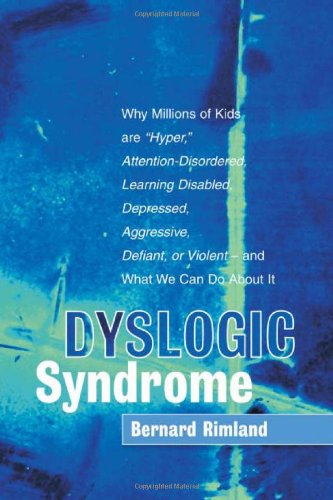 Why Millions of Kids
are "Hyper,"
Attention-Disordered,
Learning Disabled,
Depressed,
Aggressive,
Defiant, or Violent – and
What We Can Do About It
DYSLOGIC
Syndrome
Bernard Rimland